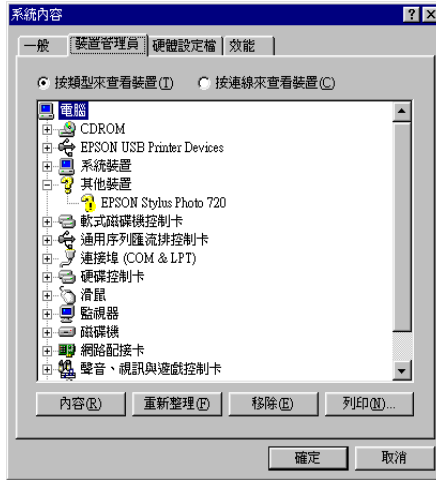 系統內容
一般 裝置管理員 硬體設定檔 效能
按類型來查看裝置(T) 按連線來查看裝置(C)
電腦
CDROM
EPSON USB Printer Devices
系統裝置
其他裝置
EPSON Stylus Photo 720
軟式磁碟機控制卡
通用序列匯流排控制卡
連接埠 (COM & LPT)
硬碟控制卡
滑鼠
監視器
磁碟機
網路配接卡
聲音、視訊與遊戲控制卡
內容(R) 重新整理(F) 移除(E) 列印(N)...
確定 取消